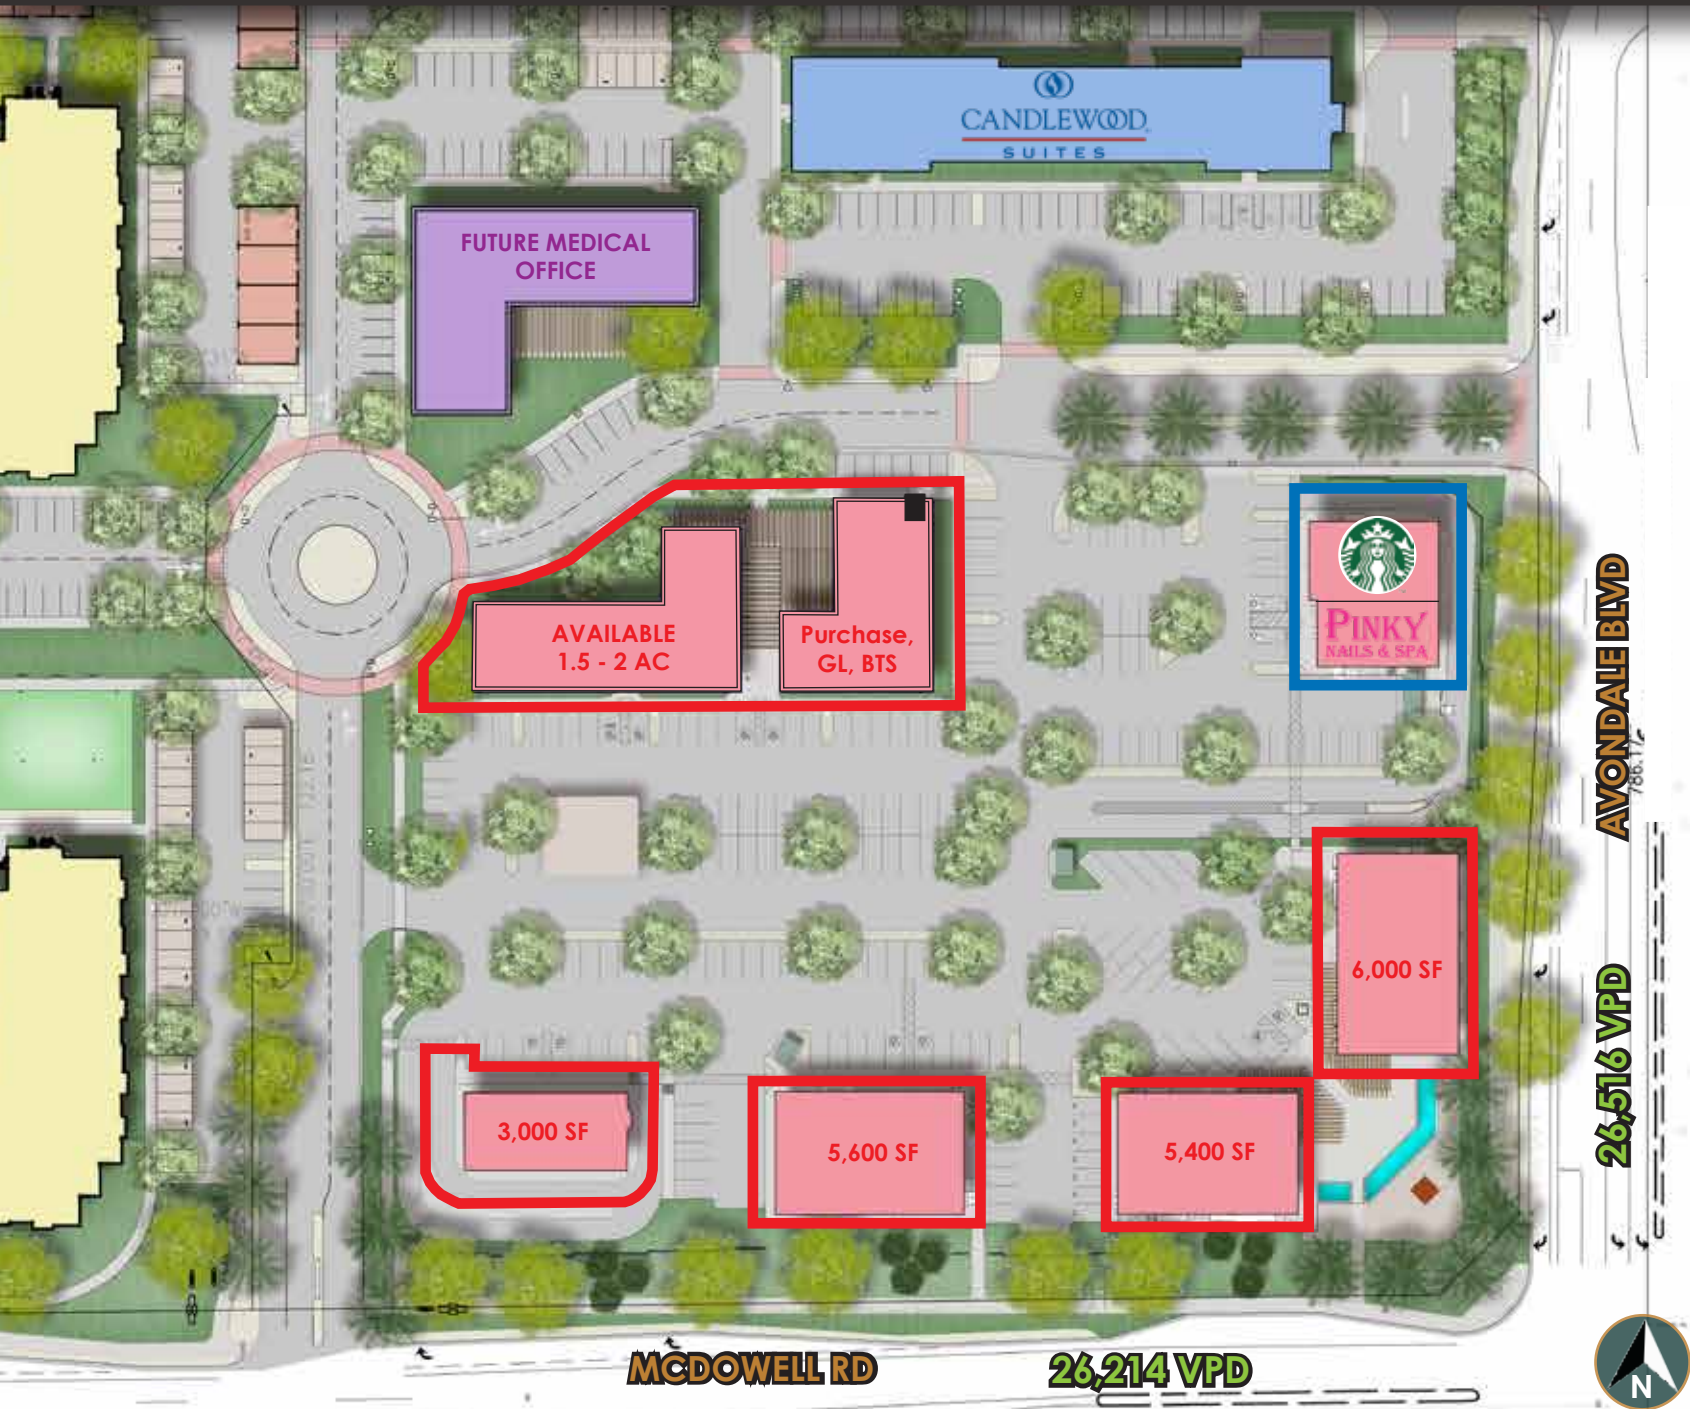 CANDLEWOOD
SUITES
FUTURE MEDICAL
OFFICE
AVAILABLE
1.5 - 2 AC
Purchase,
GL, BTS
PINKY
NAILS & SPA
AVONDALE BLVD
786.17'
6,000 SF
26,516 VPD
3,000 SF
5,600 SF
5,400 SF
MCDOWELL RD
26,214 VPD
N